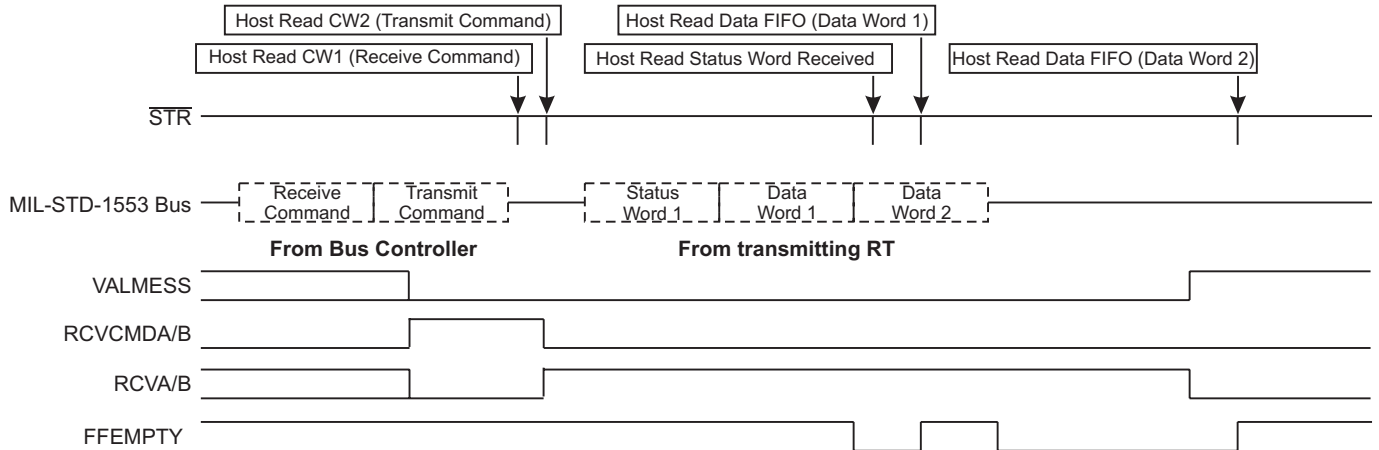 Host Read CW2 (Transmit Command)
Host Read Data FIFO (Data Word 1)
Host Read CW1 (Receive Command)
Host Read Status Word Received
Host Read Data FIFO (Data Word 2)
STR
MIL-STD-1553 Bus
Receive
Command
Transmit
Command
Status
Word 1
Data
Word 1
Data
Word 2
From Bus Controller
From transmitting RT
VALMESS
RCVCMDA/B
RCVA/B
FFEMPTY